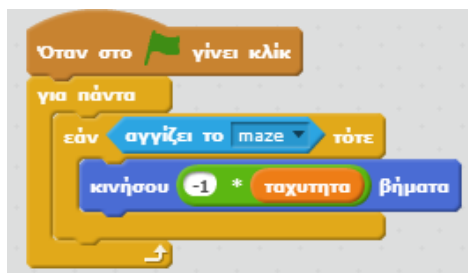 Όταν στο γίνει κλίκ
για πάντα
εάν αγγίζει το maze τότε
κινήσου -1 * ταχυτητα βήματα